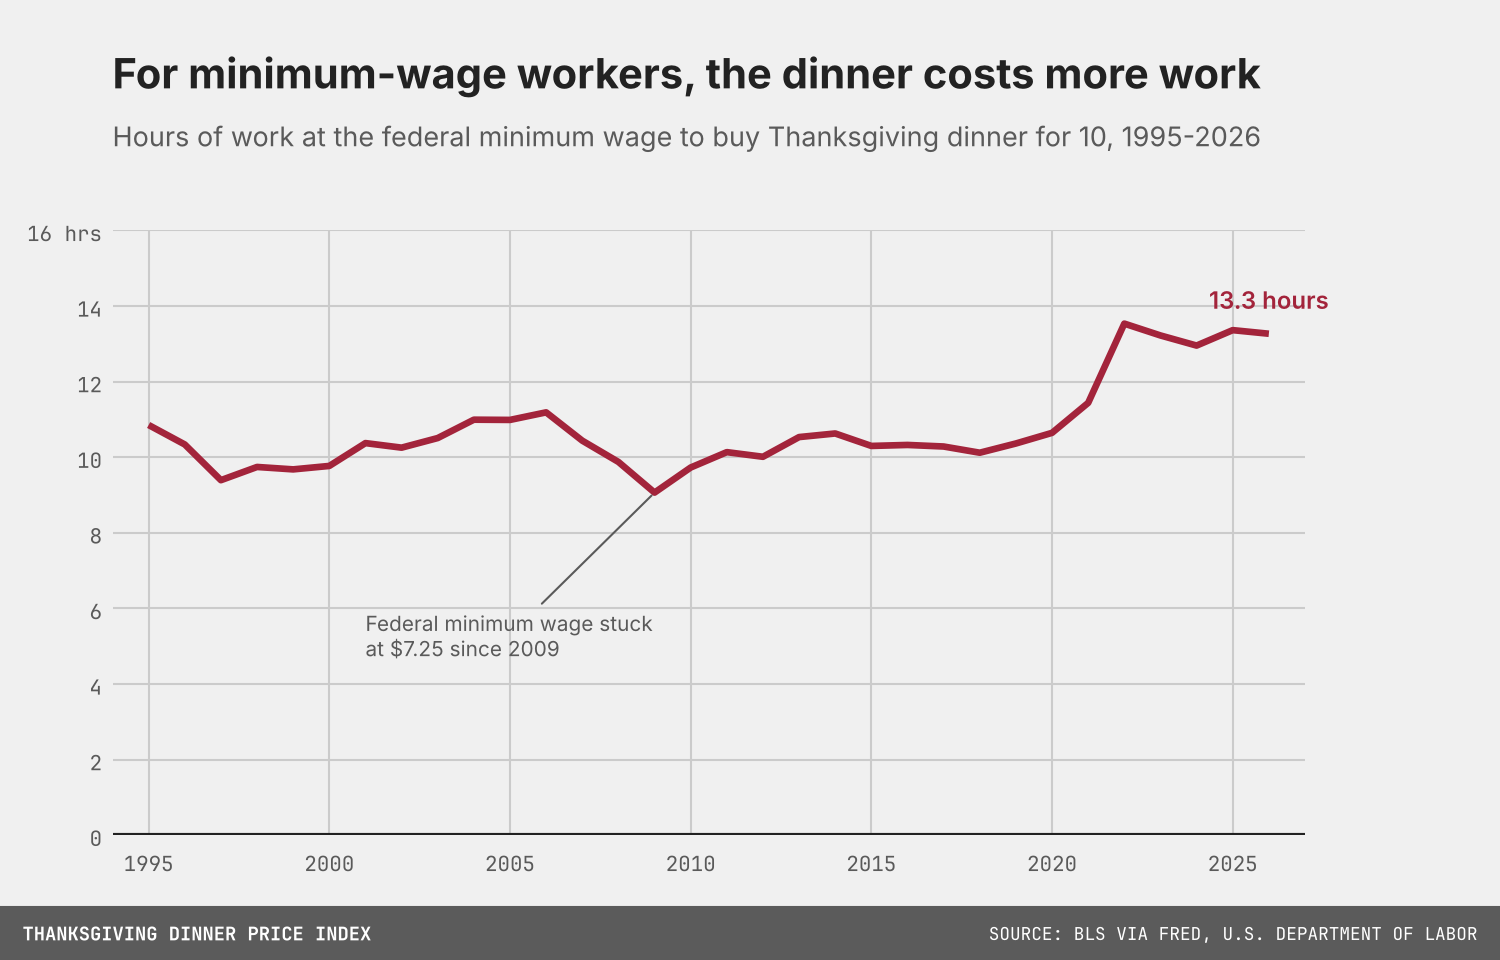 For minimum-wage workers, the dinner costs more work
Hours of work at the federal minimum wage to buy Thanksgiving dinner for 10, 1995-2026
16 hrs
14
13.3 hours
12
10
8
6
Federal minimum wage stuck
at $7.25 since 2009
4
2
0
1995 2000 2005 2010 2015 2020 2025
THANKSGIVING DINNER PRICE INDEX
SOURCE: BLS VIA FRED, U.S. DEPARTMENT OF LABOR